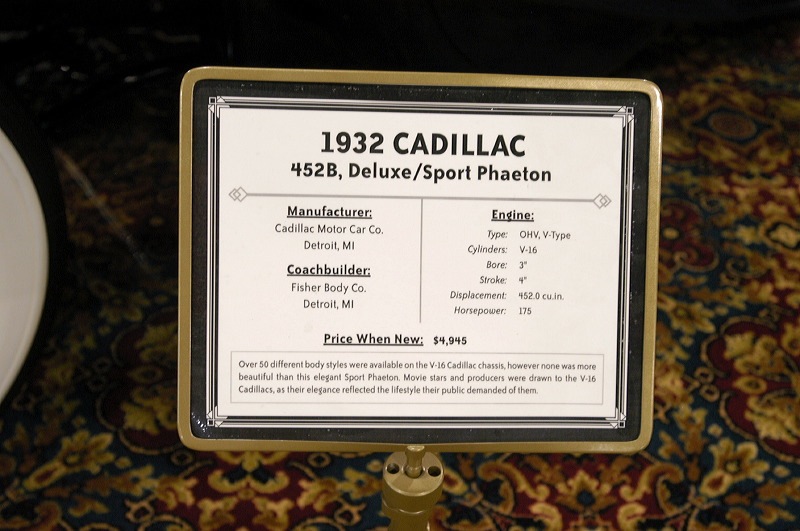 1932 CADILLAC
452B, Deluxe/Sport Phaeton
Manufacturer:
Cadillac Motor Car Co.
Detroit, MI
Coachbuilder:
Fisher Body Co.
Detroit, MI
Engine:
Type: OHV, V-Type
Cylinders: V-16
Bore: 3"
Stroke: 4"
Displacement: 452.0 cu.in.
Horsepower: 175
Price When New: $4,945
Over 50 different body styles were available on the V-16 Cadillac chassis, however none was more
beautiful than this elegant Sport Phaeton. Movie stars and producers were drawn to the V-16
Cadillacs, as their elegance reflected the lifestyle their public demanded of them.